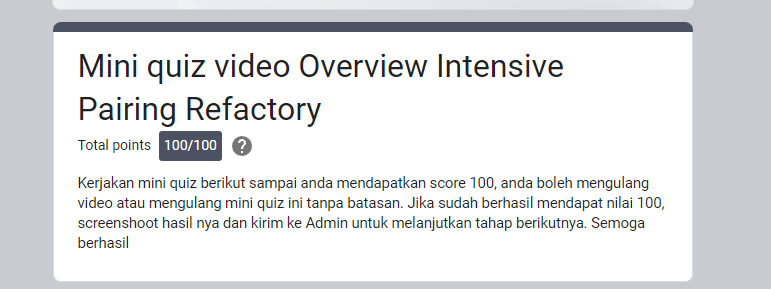 Mini quiz video Overview Intensive
Pairing Refactory
Total points 100/100 ?
Kerjakan mini quiz berikut sampai anda mendapatkan score 100, anda boleh mengulang
video atau mengulang mini quiz ini tanpa batasan. Jika sudah berhasil mendapat nilai 100,
screenshoot hasil nya dan kirim ke Admin untuk melanjutkan tahap berikutnya. Semoga
berhasil